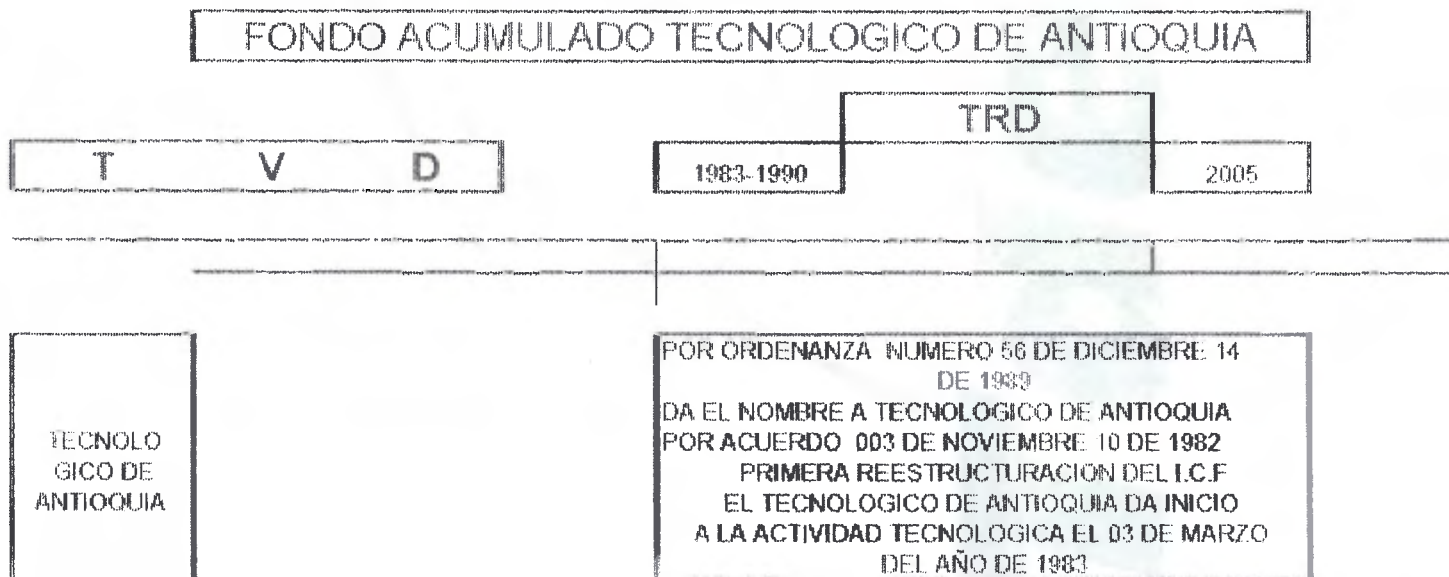 FONDO ACUMULADO TECNOLOGICO DE ANTIOQUIA
TRD
T V D
1983-1990
2005
TECNOLO
GICO DE
ANTIOQUIA
POR ORDENANZA NUMERO 56 DE DICIEMBRE 14
DE 1989
DA EL NOMBRE A TECNOLOGICO DE ANTIOQUIA
POR ACUERDO 003 DE NOVIEMBRE 10 DE 1982
PRIMERA REESTRUCTURACION DEL I.C.F
EL TECNOLOGICO DE ANTIOQUIA DA INICIO
A LA ACTIVIDAD TECNOLOGICA EL 03 DE MARZO
DEL AÑO DE 1983